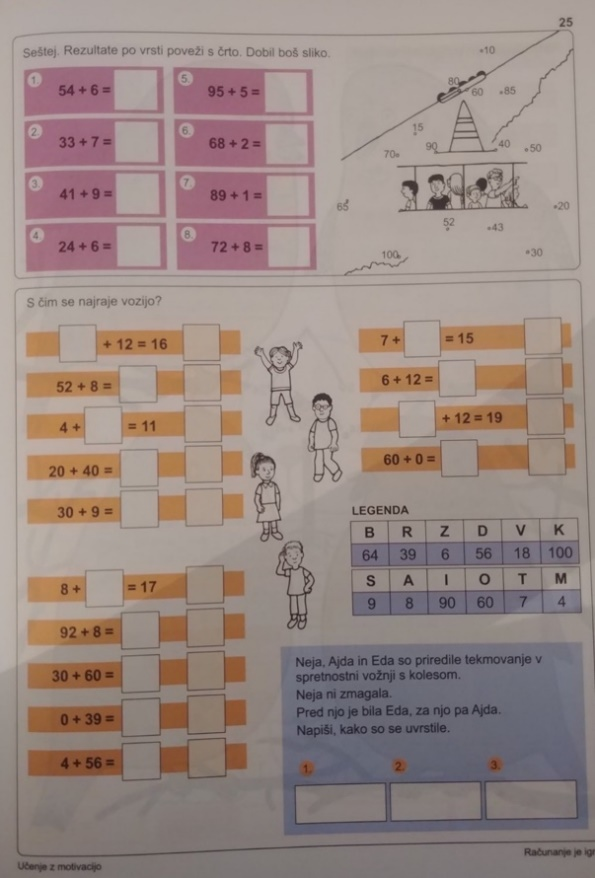 25
Seštej. Rezultate po vrsti poveži s črto. Dobil boš sliko.
1. 54 + 6 =
2. 33 + 7 =
3. 41 + 9 =
4. 24 + 6 =
5. 95 + 5 =
6. 68 + 2 =
7. 89 + 1 =
8. 72 + 8 =
10
80
60
85
15
90
40
50
70
65
52
43
20
100
30
S čim se najraje vozijo?
+ 12 = 16
52 + 8 =
4 + = 11
20 + 40 =
30 + 9 =
7 + = 15
6 + 12 =
+ 12 = 19
60 + 0 =
8 + = 17
92 + 8 =
30 + 60 =
0 + 39 =
4 + 56 =
LEGENDA
B R Z D V K
64 39 6 56 18 100
S A I O T M
9 8 90 60 7 4
Neja, Ajda in Eda so priredile tekmovanje v
spretnostni vožnji s kolesom.
Neja ni zmagala.
Pred njo je bila Eda, za njo pa Ajda.
Napiši, kako so se uvrstile.
1. 2. 3.
Učenje z motivacijo
Računanje je igr